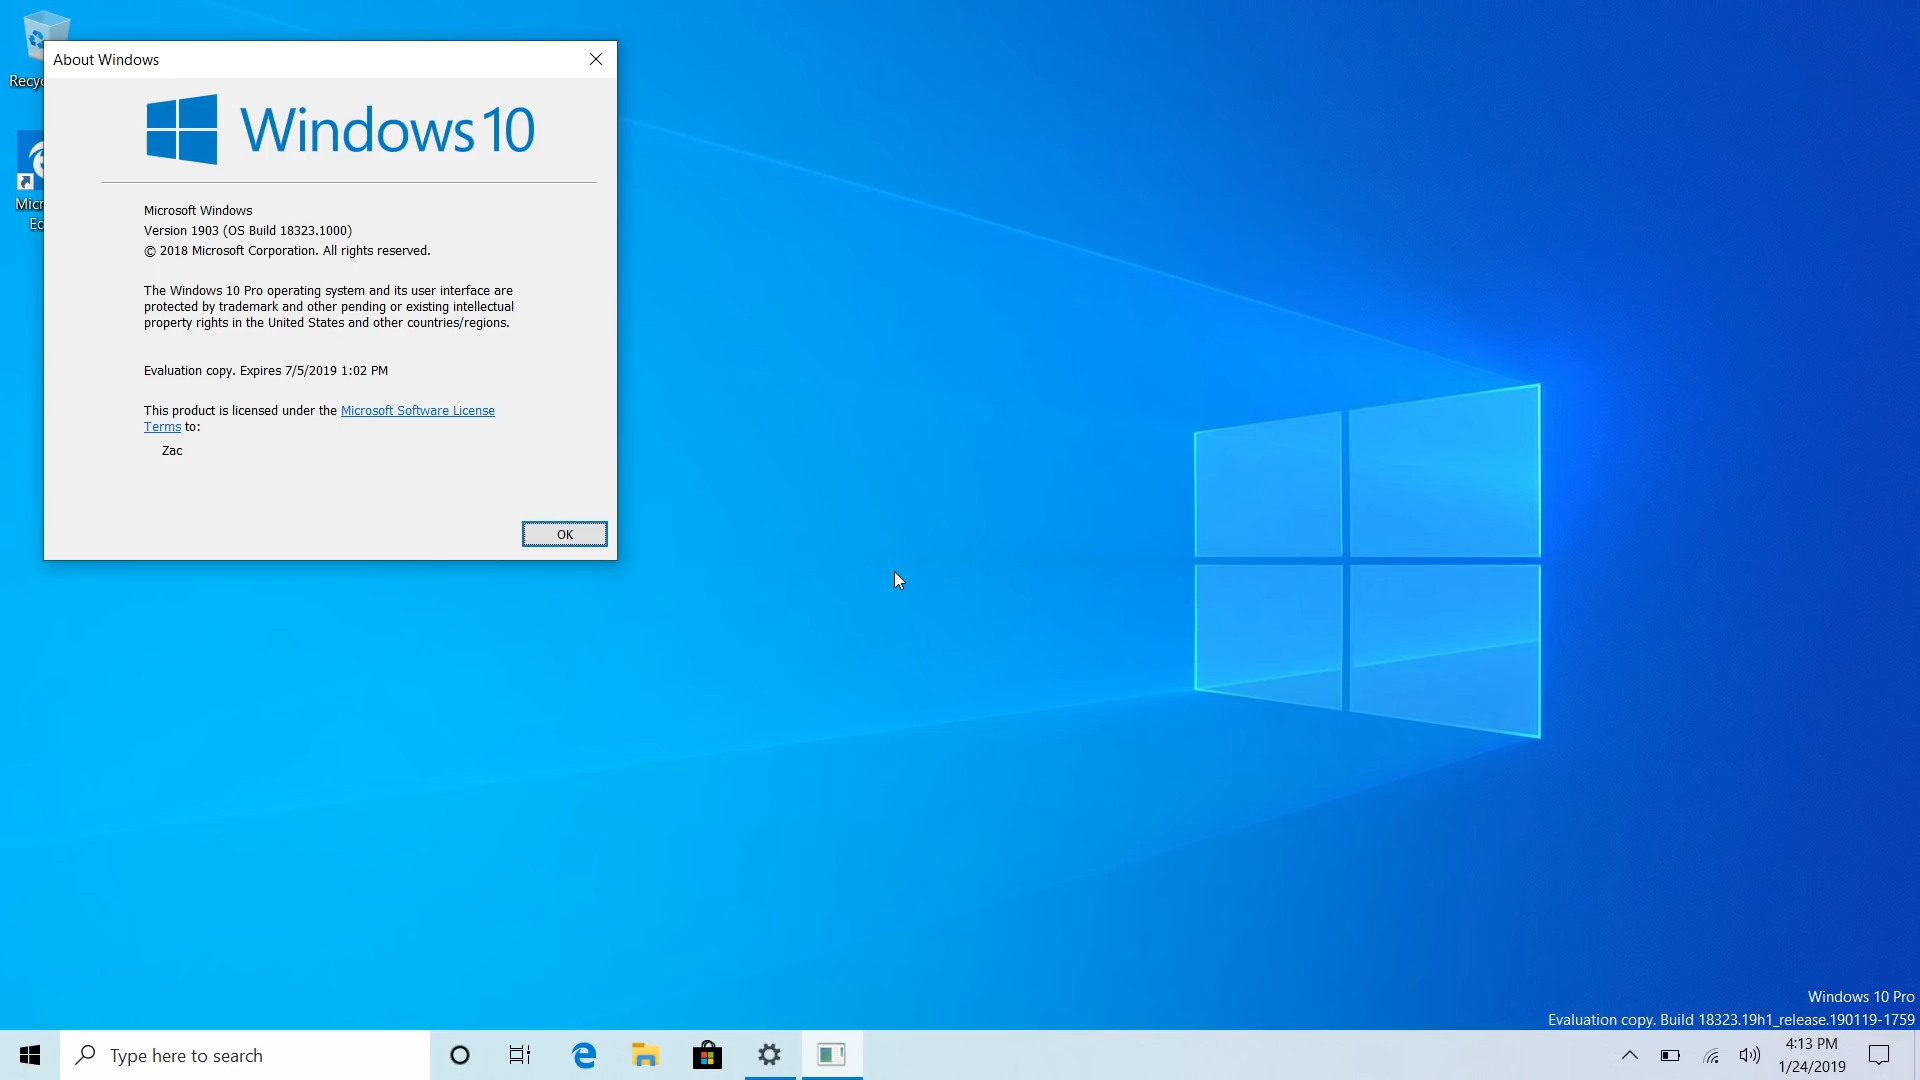 Recyc
Micr
Ec
About Windows
Windows 10
Microsoft Windows
Version 1903 (OS Build 18323.1000)
© 2018 Microsoft Corporation. All rights reserved.
The Windows 10 Pro operating system and its user interface are
protected by trademark and other pending or existing intellectual
property rights in the United States and other countries/regions.
Evaluation copy. Expires 7/5/2019 1:02 PM
This product is licensed under the Microsoft Software License
Terms to:
Zac
OK
Windows 10 Pro
Evaluation copy. Build 18323.19h1_release.190119-1759
Type here to search
4:13 PM
1/24/2019